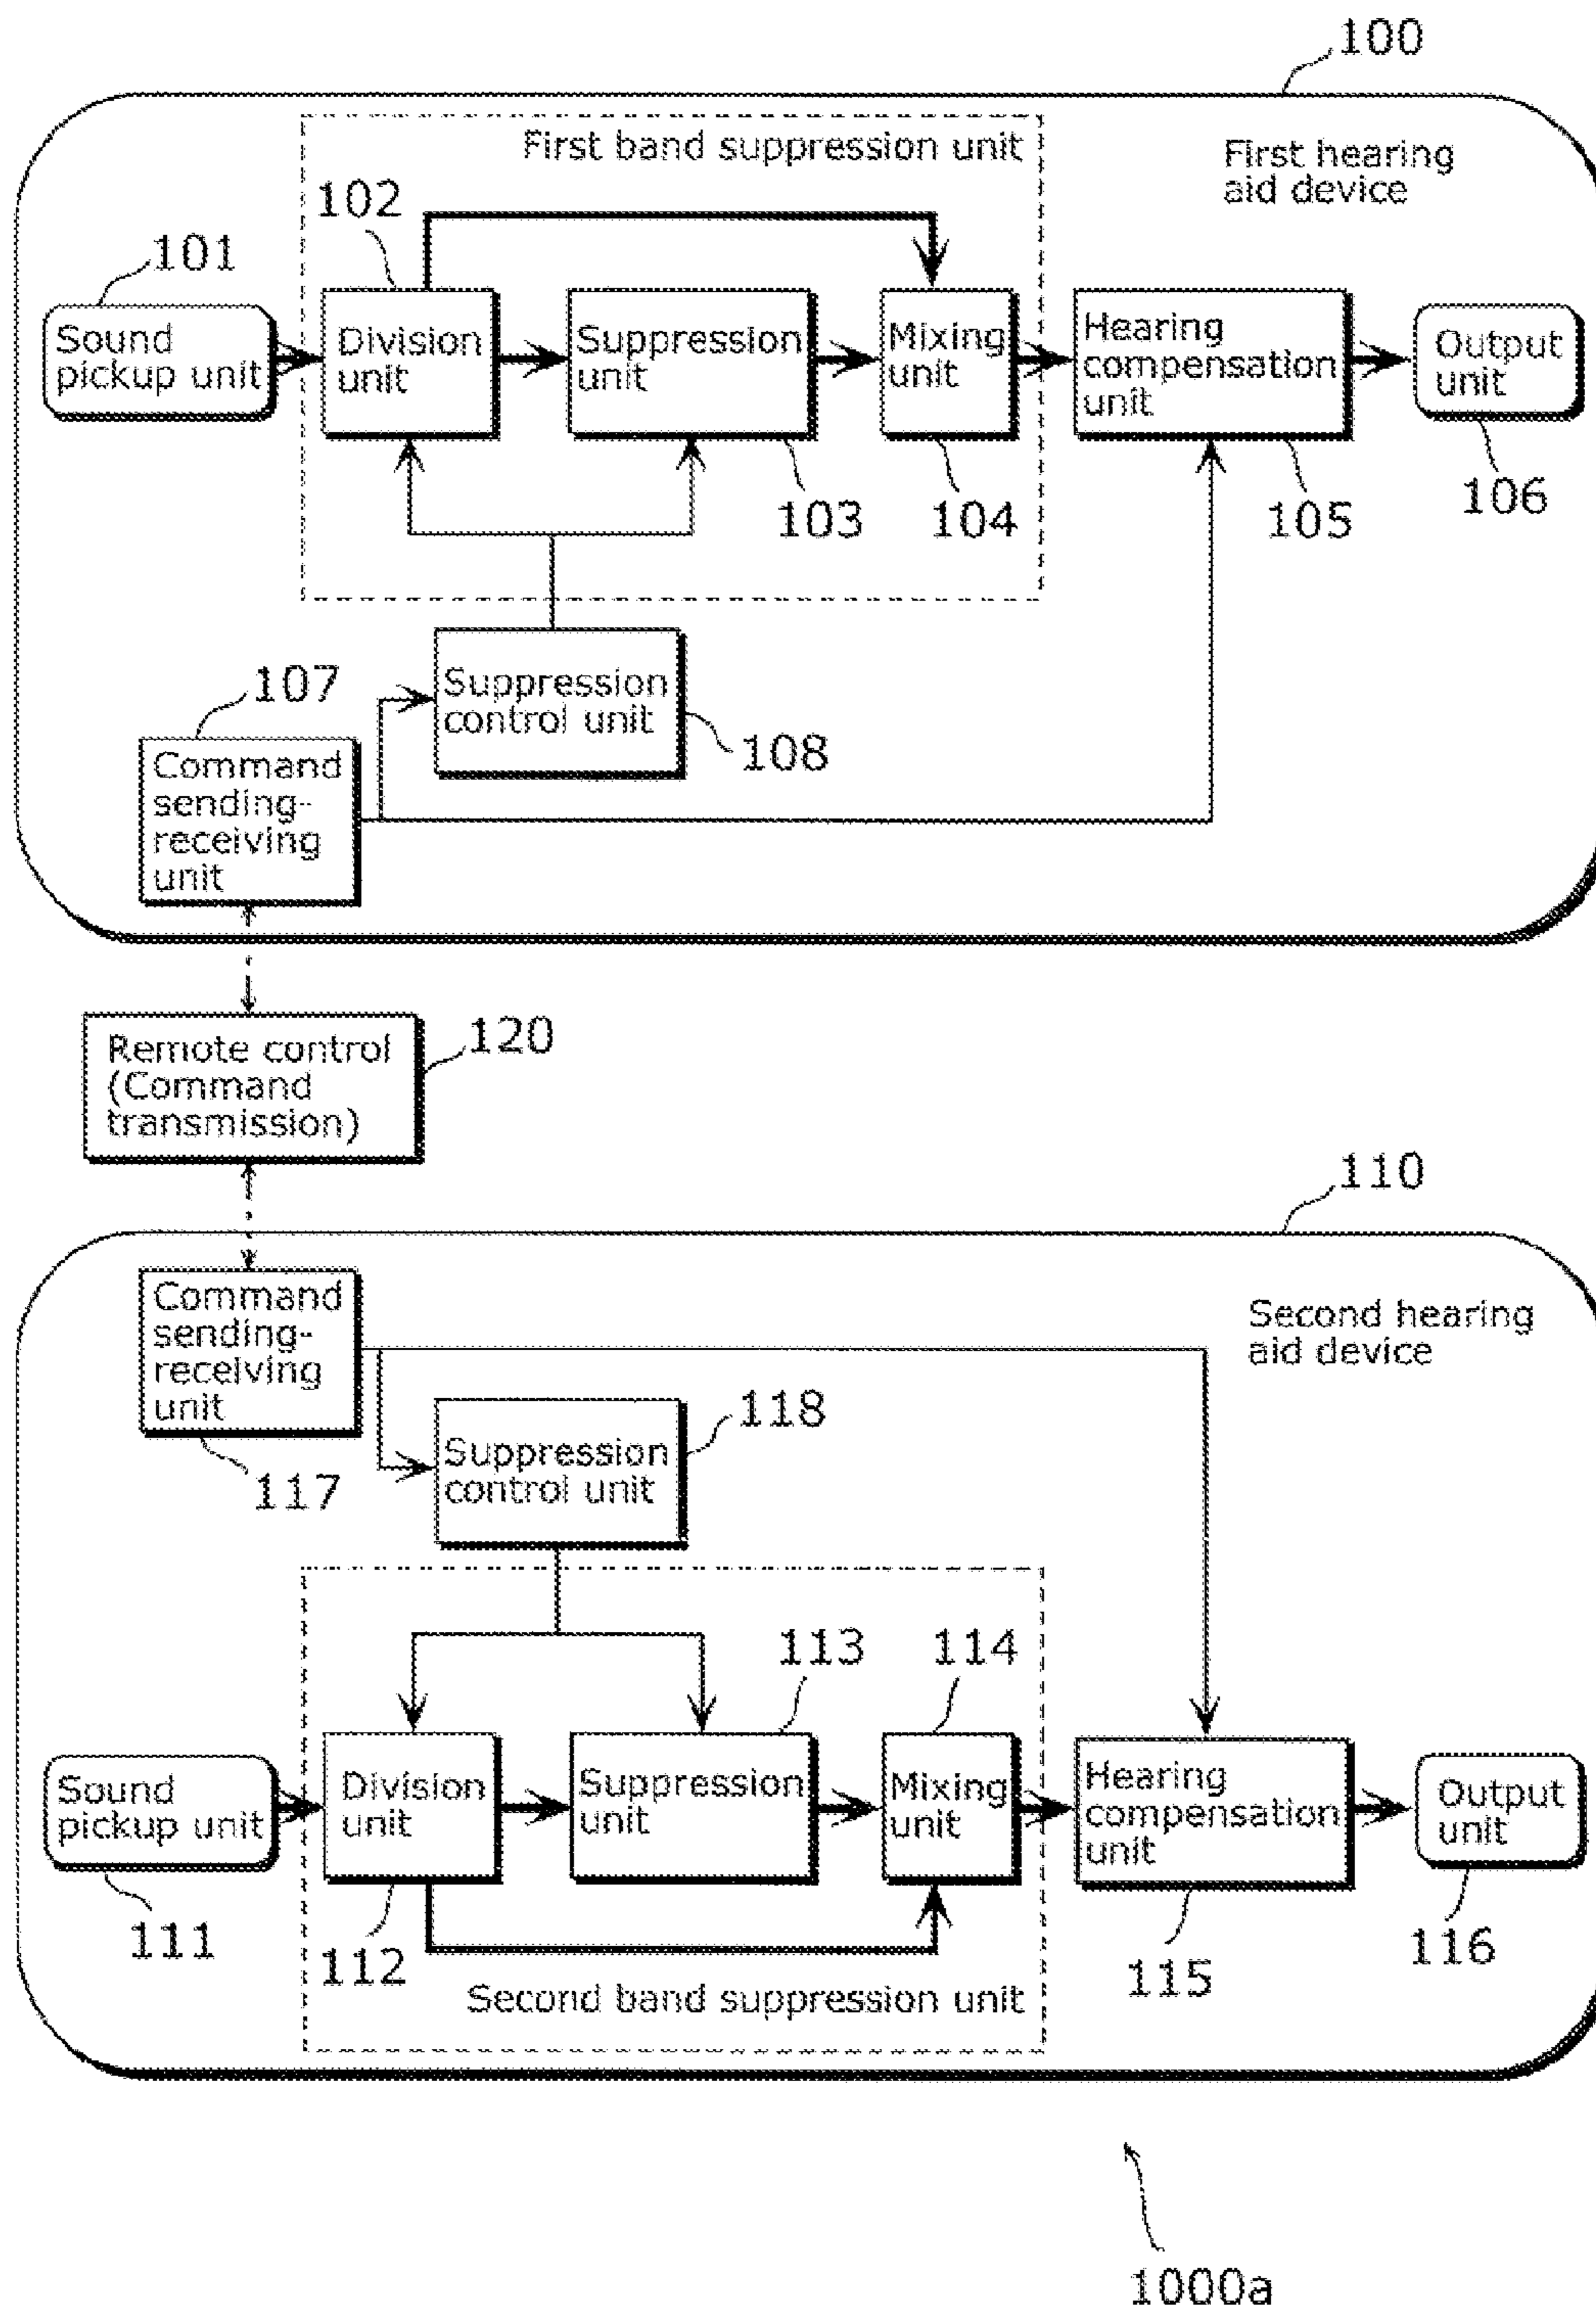 100
First band suppression unit
First hearing
aid device
102
101
Sound
pickup unit
Division
unit
Suppression
unit
Mixing
unit
Hearing
compensation
unit
Output
unit
103
104
105
106
107
Suppression
control unit
108
Command
sending-
receiving
unit
Remote control
(Command
transmission)
120
110
Command
sending-
receiving
unit
Second hearing
aid device
117
Suppression
control unit
118
113
114
Sound
pickup unit
Division
unit
Suppression
unit
Mixing
unit
Hearing
compensation
unit
Output
unit
111
112
115
116
Second band suppression unit
1000a